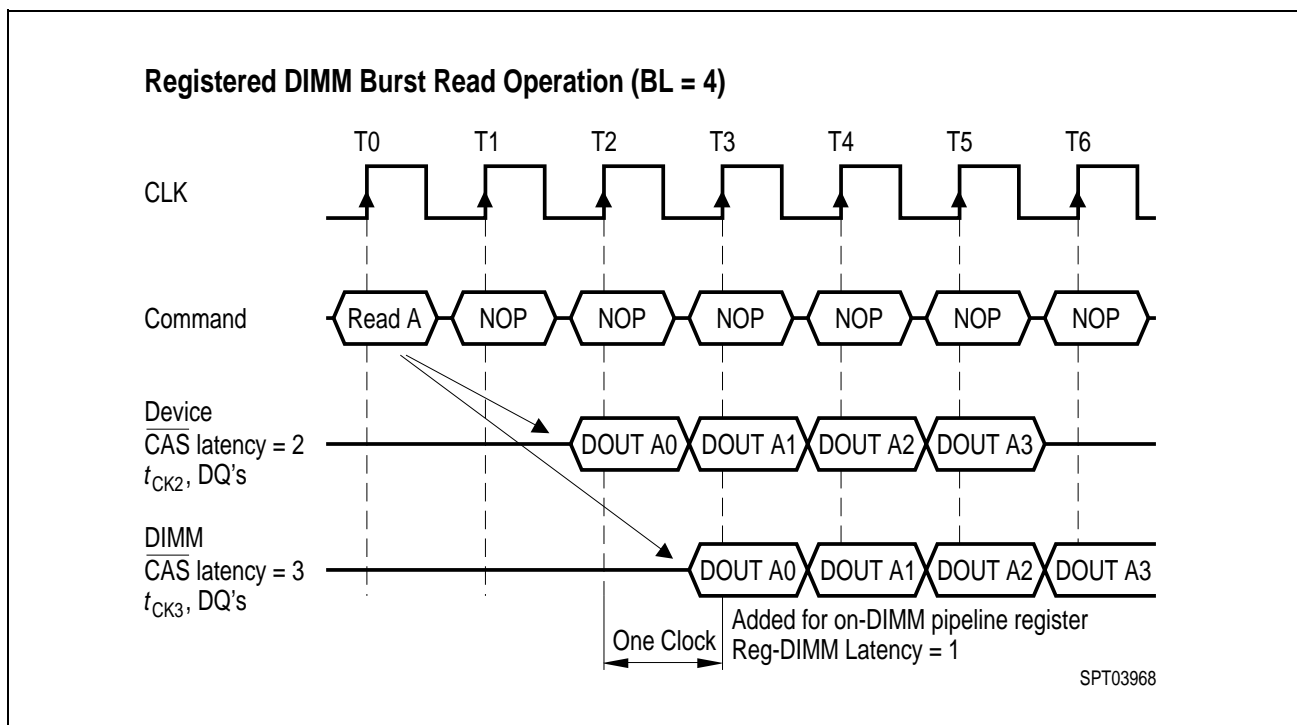 Registered DIMM Burst Read Operation (BL = 4)
T0 T1 T2 T3 T4 T5 T6
CLK
Command Read A NOP NOP NOP NOP NOP NOP
Device
CAS latency = 2
tCK2, DQ's
DOUT A0 DOUT A1 DOUT A2 DOUT A3
DIMM
CAS latency = 3
tCK3, DQ's
DOUT A0 DOUT A1 DOUT A2 DOUT A3
One Clock
Added for on-DIMM pipeline register
Reg-DIMM Latency = 1
SPT03968